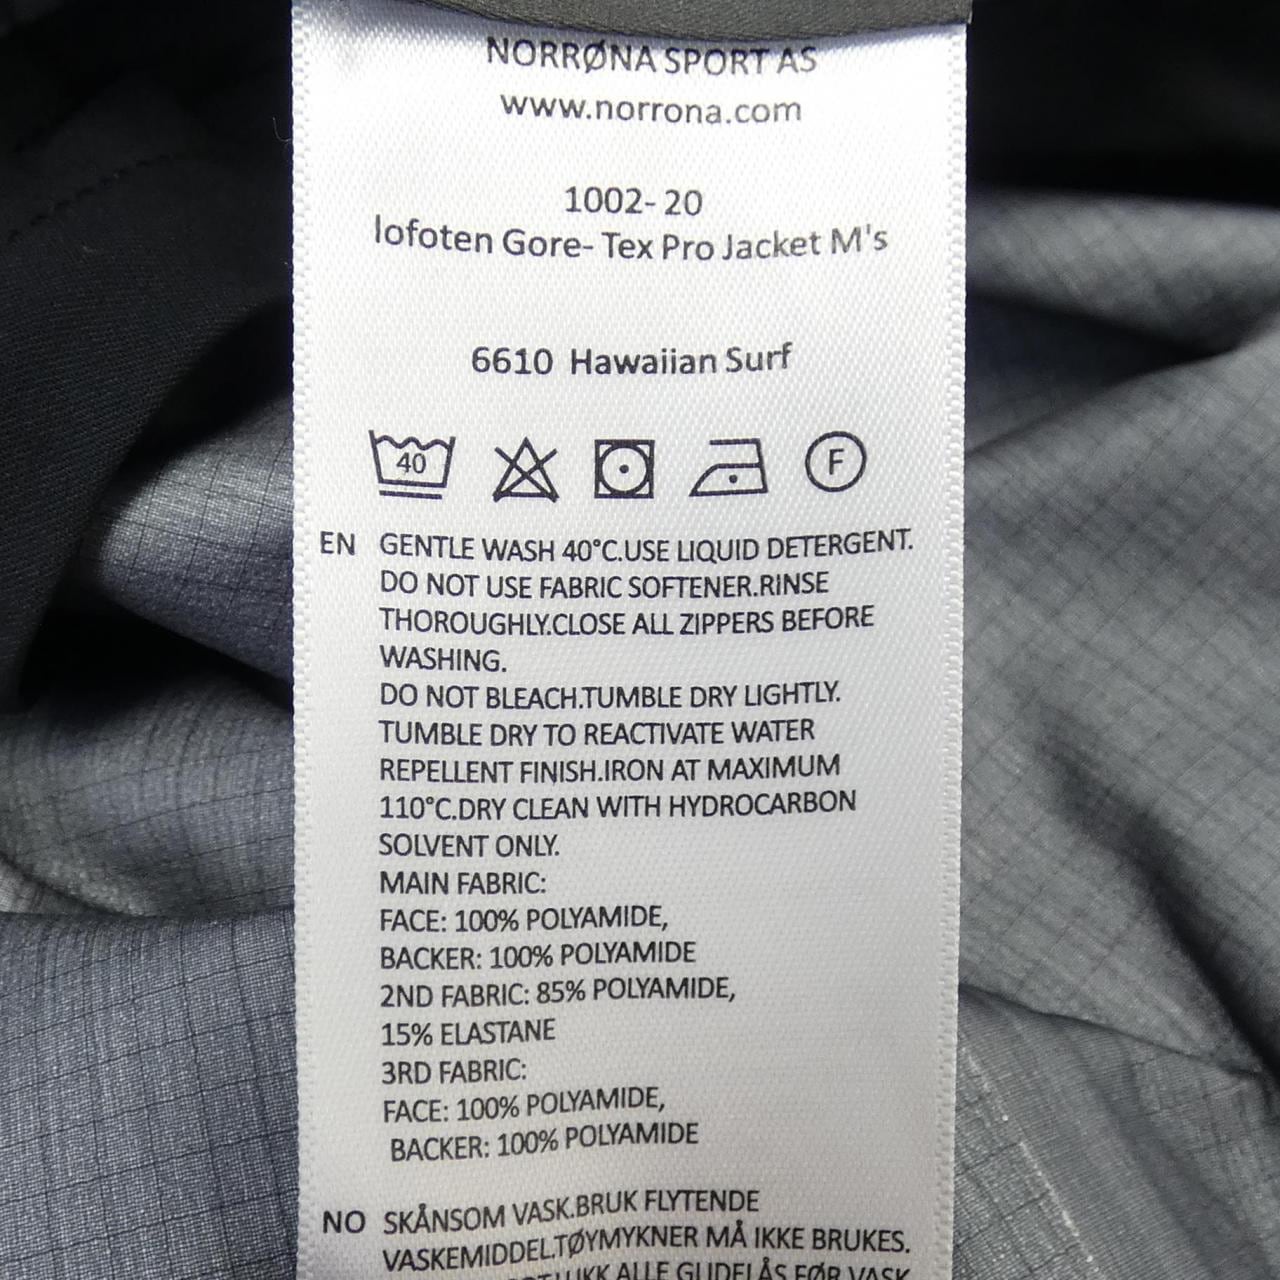 NORRØNA SPORT AS
www.norrona.com
1002-20
lofoten Gore-Tex Pro Jacket M's
6610 Hawaiian Surf
40 F
EN GENTLE WASH 40°C.USE LIQUID DETERGENT.
DO NOT USE FABRIC SOFTENER.RINSE
THOROUGHLY.CLOSE ALL ZIPPERS BEFORE
WASHING.
DO NOT BLEACH.TUMBLE DRY LIGHTLY.
TUMBLE DRY TO REACTIVATE WATER
REPELLENT FINISH.IRON AT MAXIMUM
110°C.DRY CLEAN WITH HYDROCARBON
SOLVENT ONLY.
MAIN FABRIC:
FACE: 100% POLYAMIDE,
BACKER: 100% POLYAMIDE
2ND FABRIC: 85% POLYAMIDE,
15% ELASTANE
3RD FABRIC:
FACE: 100% POLYAMIDE,
BACKER: 100% POLYAMIDE
NO SKÅNSOM VASK.BRUK FLYTENDE
VASKEMIDDEL.TØYMYKNER MÅ IKKE BRUKES.
ALLE GLIDELÅS FØR VASK